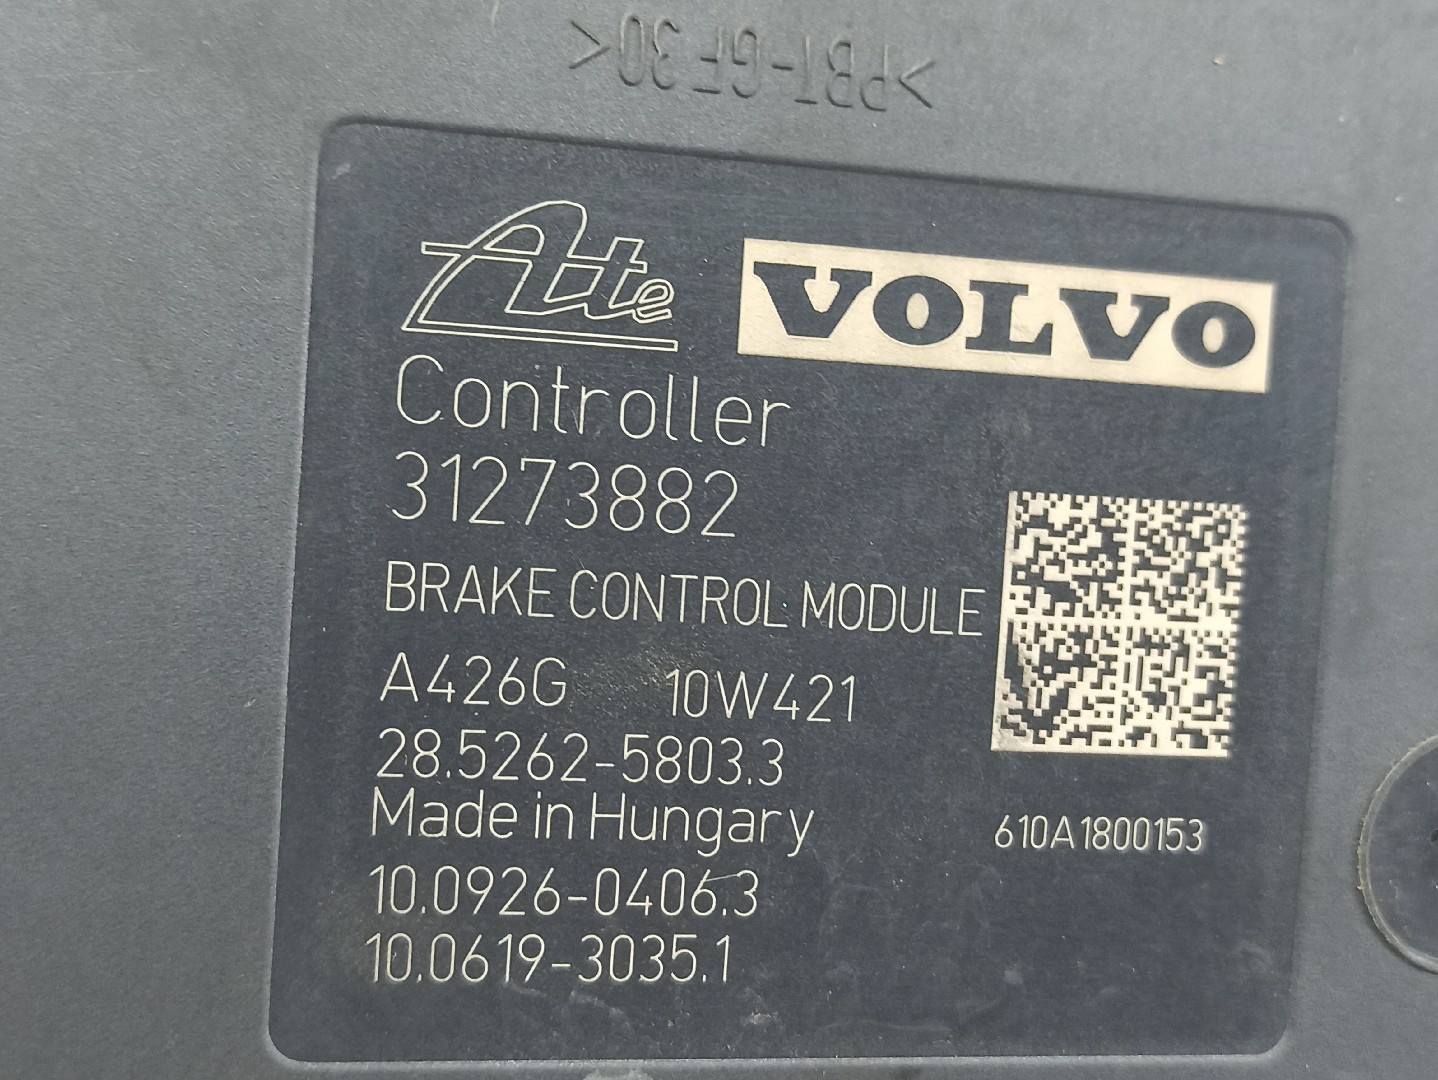 >PBT-GF30<
Ate VOLVO
Controller
31273882
BRAKE CONTROL MODULE
A426G 10W421
28.5262-5803.3
Made in Hungary
610A1800153
10.0926-0406.3
10.0619-3035.1